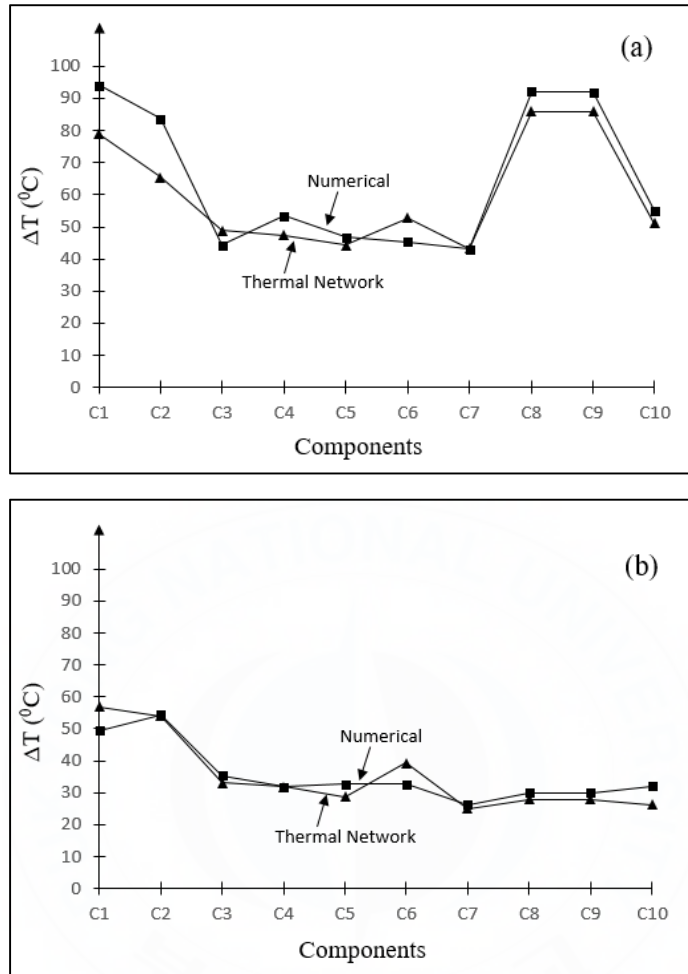 (a)
100
90
80
70
60
50
40
30
20
10
0
ΔT (⁰C)
Numerical
Thermal Network
C1 C2 C3 C4 C5 C6 C7 C8 C9 C10
Components
(b)
100
90
80
70
60
50
40
30
20
10
0
ΔT (⁰C)
Numerical
Thermal Network
C1 C2 C3 C4 C5 C6 C7 C8 C9 C10
Components